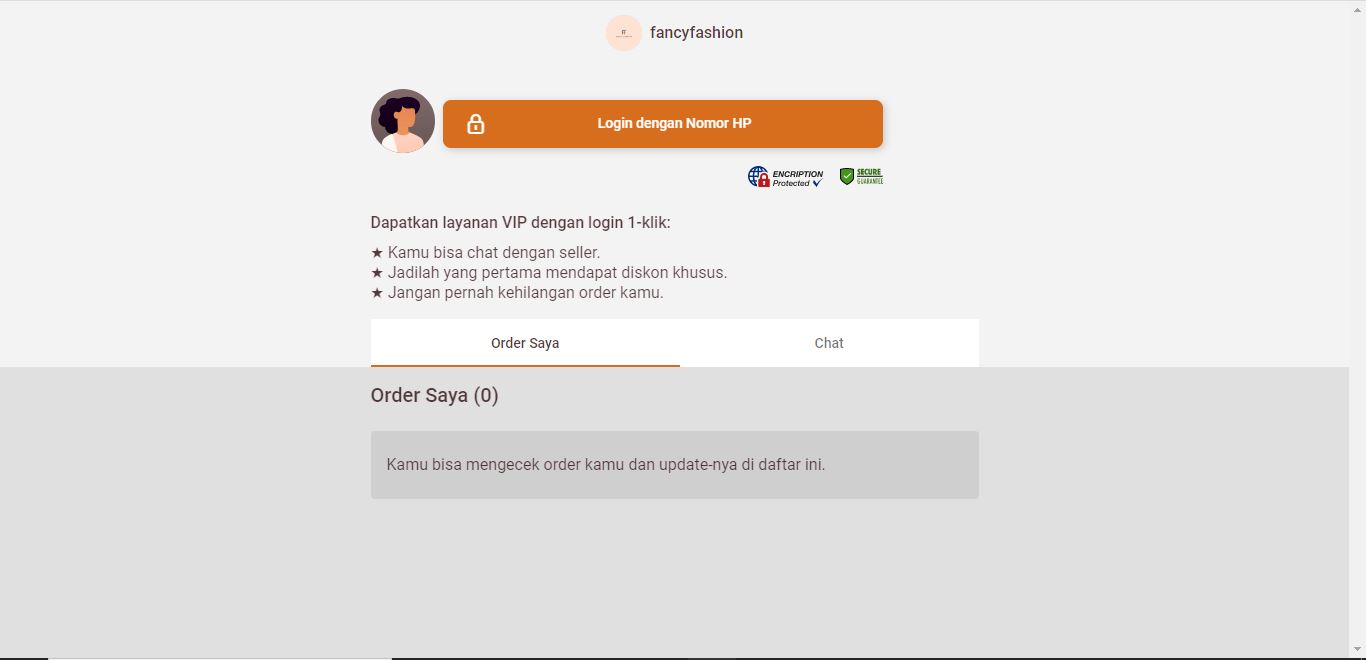 fancyfashion
Login dengan Nomor HP
ENCRIPTION
Protected
SECURE
GUARANTEE
Dapatkan layanan VIP dengan login 1-klik:
★ Kamu bisa chat dengan seller.
★ Jadilah yang pertama mendapat diskon khusus.
★ Jangan pernah kehilangan order kamu.
Order Saya
Chat
Order Saya (0)
Kamu bisa mengecek order kamu dan update-nya di daftar ini.